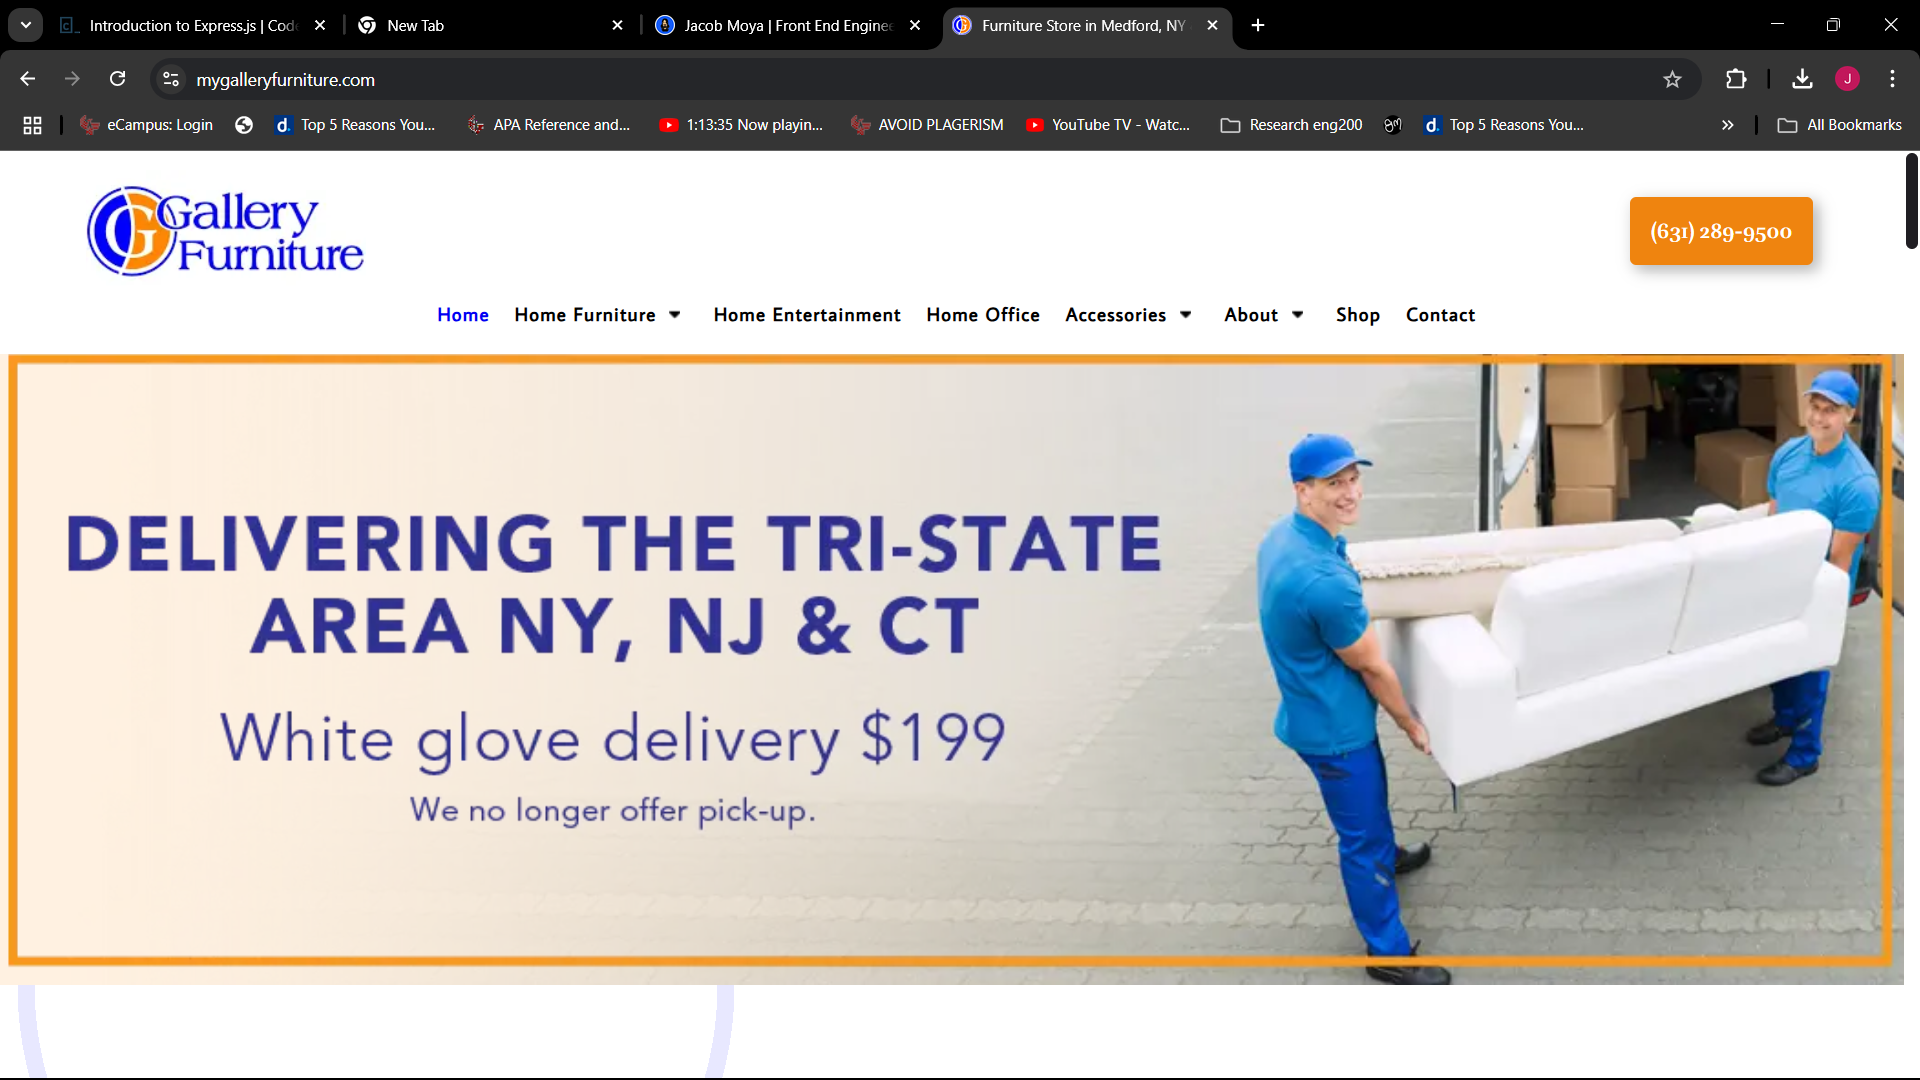 Introduction to Express.js | Cod
New Tab
Jacob Moya | Front End Enginee
Furniture Store in Medford, NY
mygalleryfurniture.com
J
eCampus: Login
d. Top 5 Reasons You...
APA Reference and...
1:13:35 Now playin...
AVOID PLAGERISM
YouTube TV - Watc...
Research eng200
d. Top 5 Reasons You...
All Bookmarks
G Gallery
Furniture
(631) 289-9500
Home
Home Furniture
Home Entertainment
Home Office
Accessories
About
Shop
Contact
DELIVERING THE TRI-STATE
AREA NY, NJ & CT
White glove delivery $199
We no longer offer pick-up.